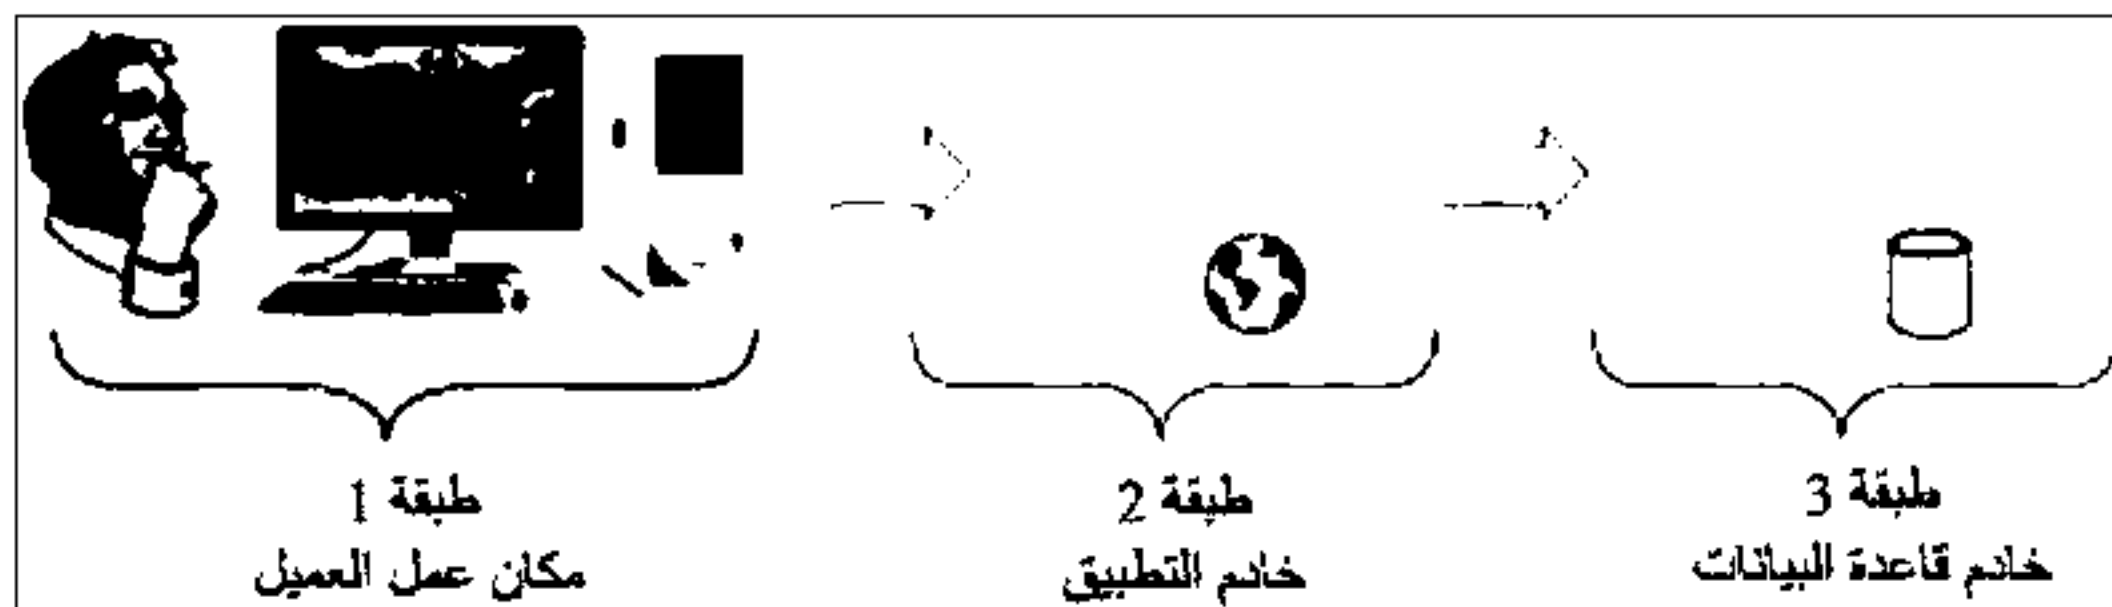 طبقة 1
مكان عمل العميل
طبقة 2
خادم التطبيق
طبقة 3
خادم قاعدة البيانات